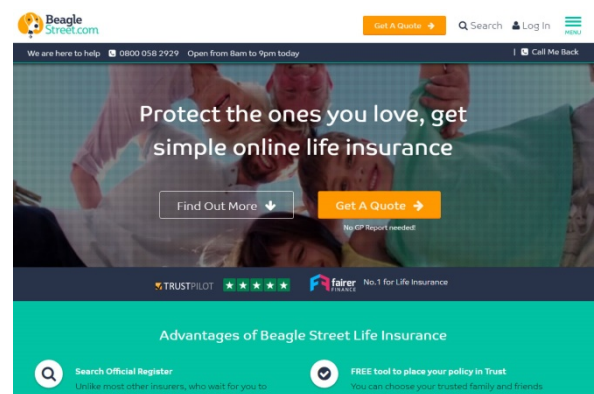 Beagle
Street.com
Get A Quote
Search
Log In
MENU
We are here to help 0800 058 2929 Open from 8am to 9pm today
| Call Me Back
Protect the ones you love, get
simple online life insurance
Find Out More
Get A Quote
No GP Report needed!
TRUSTPILOT
fairer
FINANCE
No.1 for Life Insurance
Advantages of Beagle Street Life Insurance
Search Official Register
Unlike most other insurers, who wait for you to
FREE tool to place your policy in Trust
You can choose your trusted family and friends